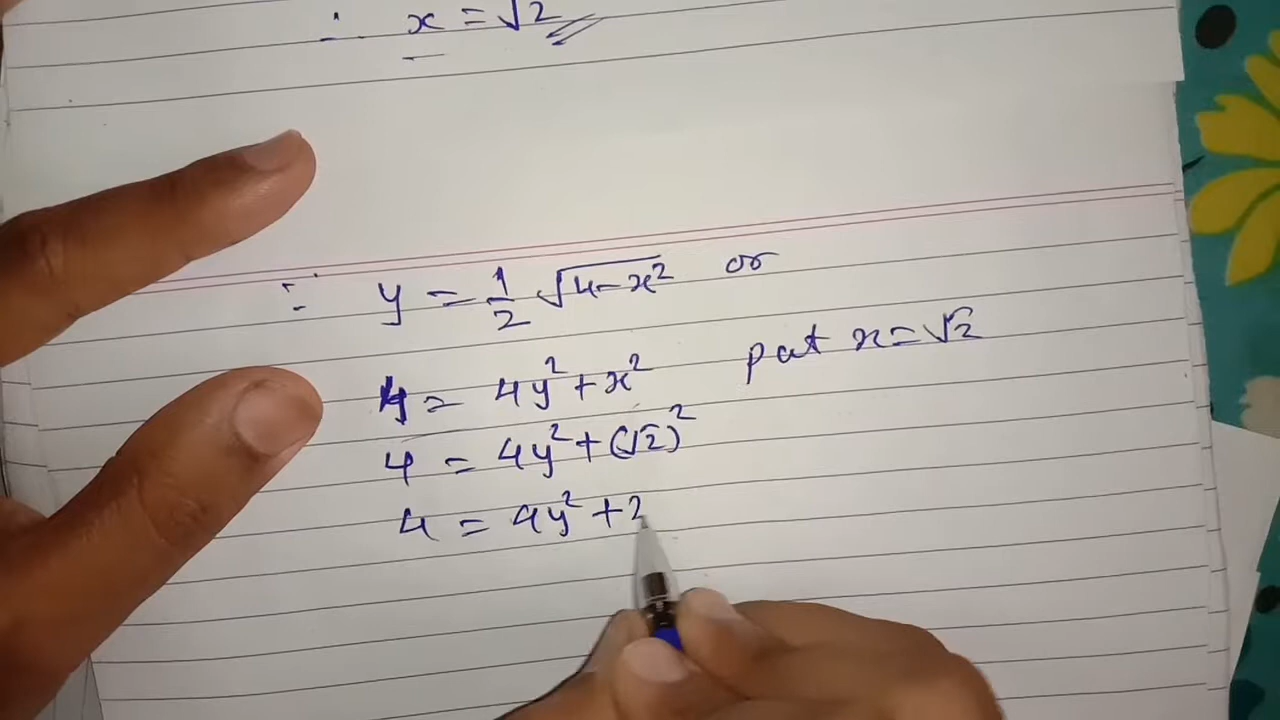 ∴ x = √2
∵ y = 1/2 √4-x² or
4 = 4y² + x² put x = √2
4 = 4y² + (√2)²
4 = 4y² + 2